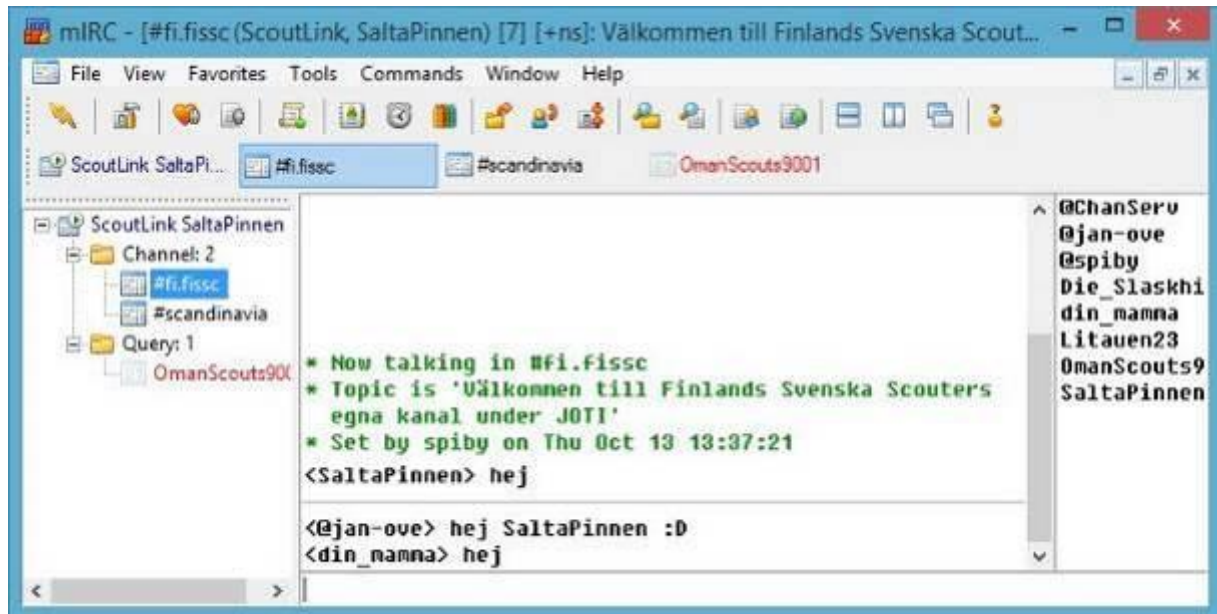 mIRC - [#fi.fissc (ScoutLink, SaltaPinnen) [7] [+ns]: Välkommen till Finlands Svenska Scout...
File View Favorites Tools Commands Window Help
ScoutLink SaltaPi... #fi.fissc #scandinavia OmanScouts9001
ScoutLink SaltaPinnen
Channel: 2
#fi.fissc
#scandinavia
Query: 1
OmanScouts900
* Now talking in #fi.fissc
* Topic is 'Välkommen till Finlands Svenska Scouters
egna kanal under JOTI'
* Set by spiby on Thu Oct 13 13:37:21
<SaltaPinnen> hej
<@jan-ove> hej SaltaPinnen :D
<din_mamma> hej
@ChanServ
@jan-ove
@spiby
Die_Slaskhi
din_mamma
Litauen23
OmanScouts9
SaltaPinnen